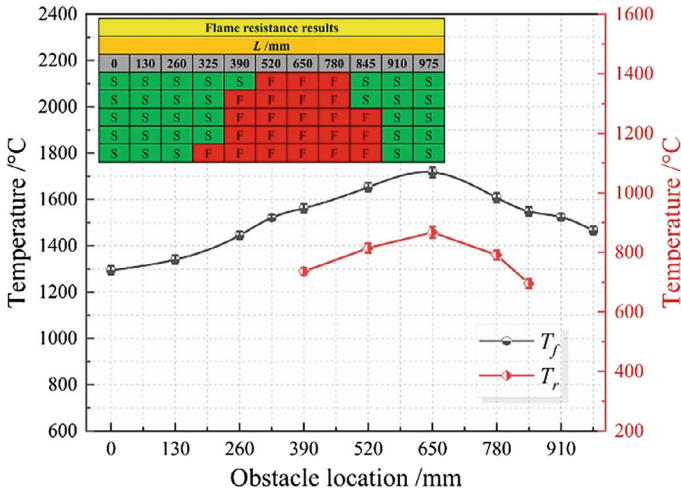 Flame resistance results
L /mm
0 130 260 325 390 520 650 780 845 910 975
S S S S S F F F S S S
S S S S F F F F S S S
S S S S F F F F F S S
S S S S F F F F F S S
S S S F F F F F F S S
2400
2200
2000
1800
1600
1400
1200
1000
800
600
Temperature /°C
1600
1400
1200
1000
800
600
400
200
Temperature /°C
T_f
T_r
0 130 260 390 520 650 780 910
Obstacle location /mm